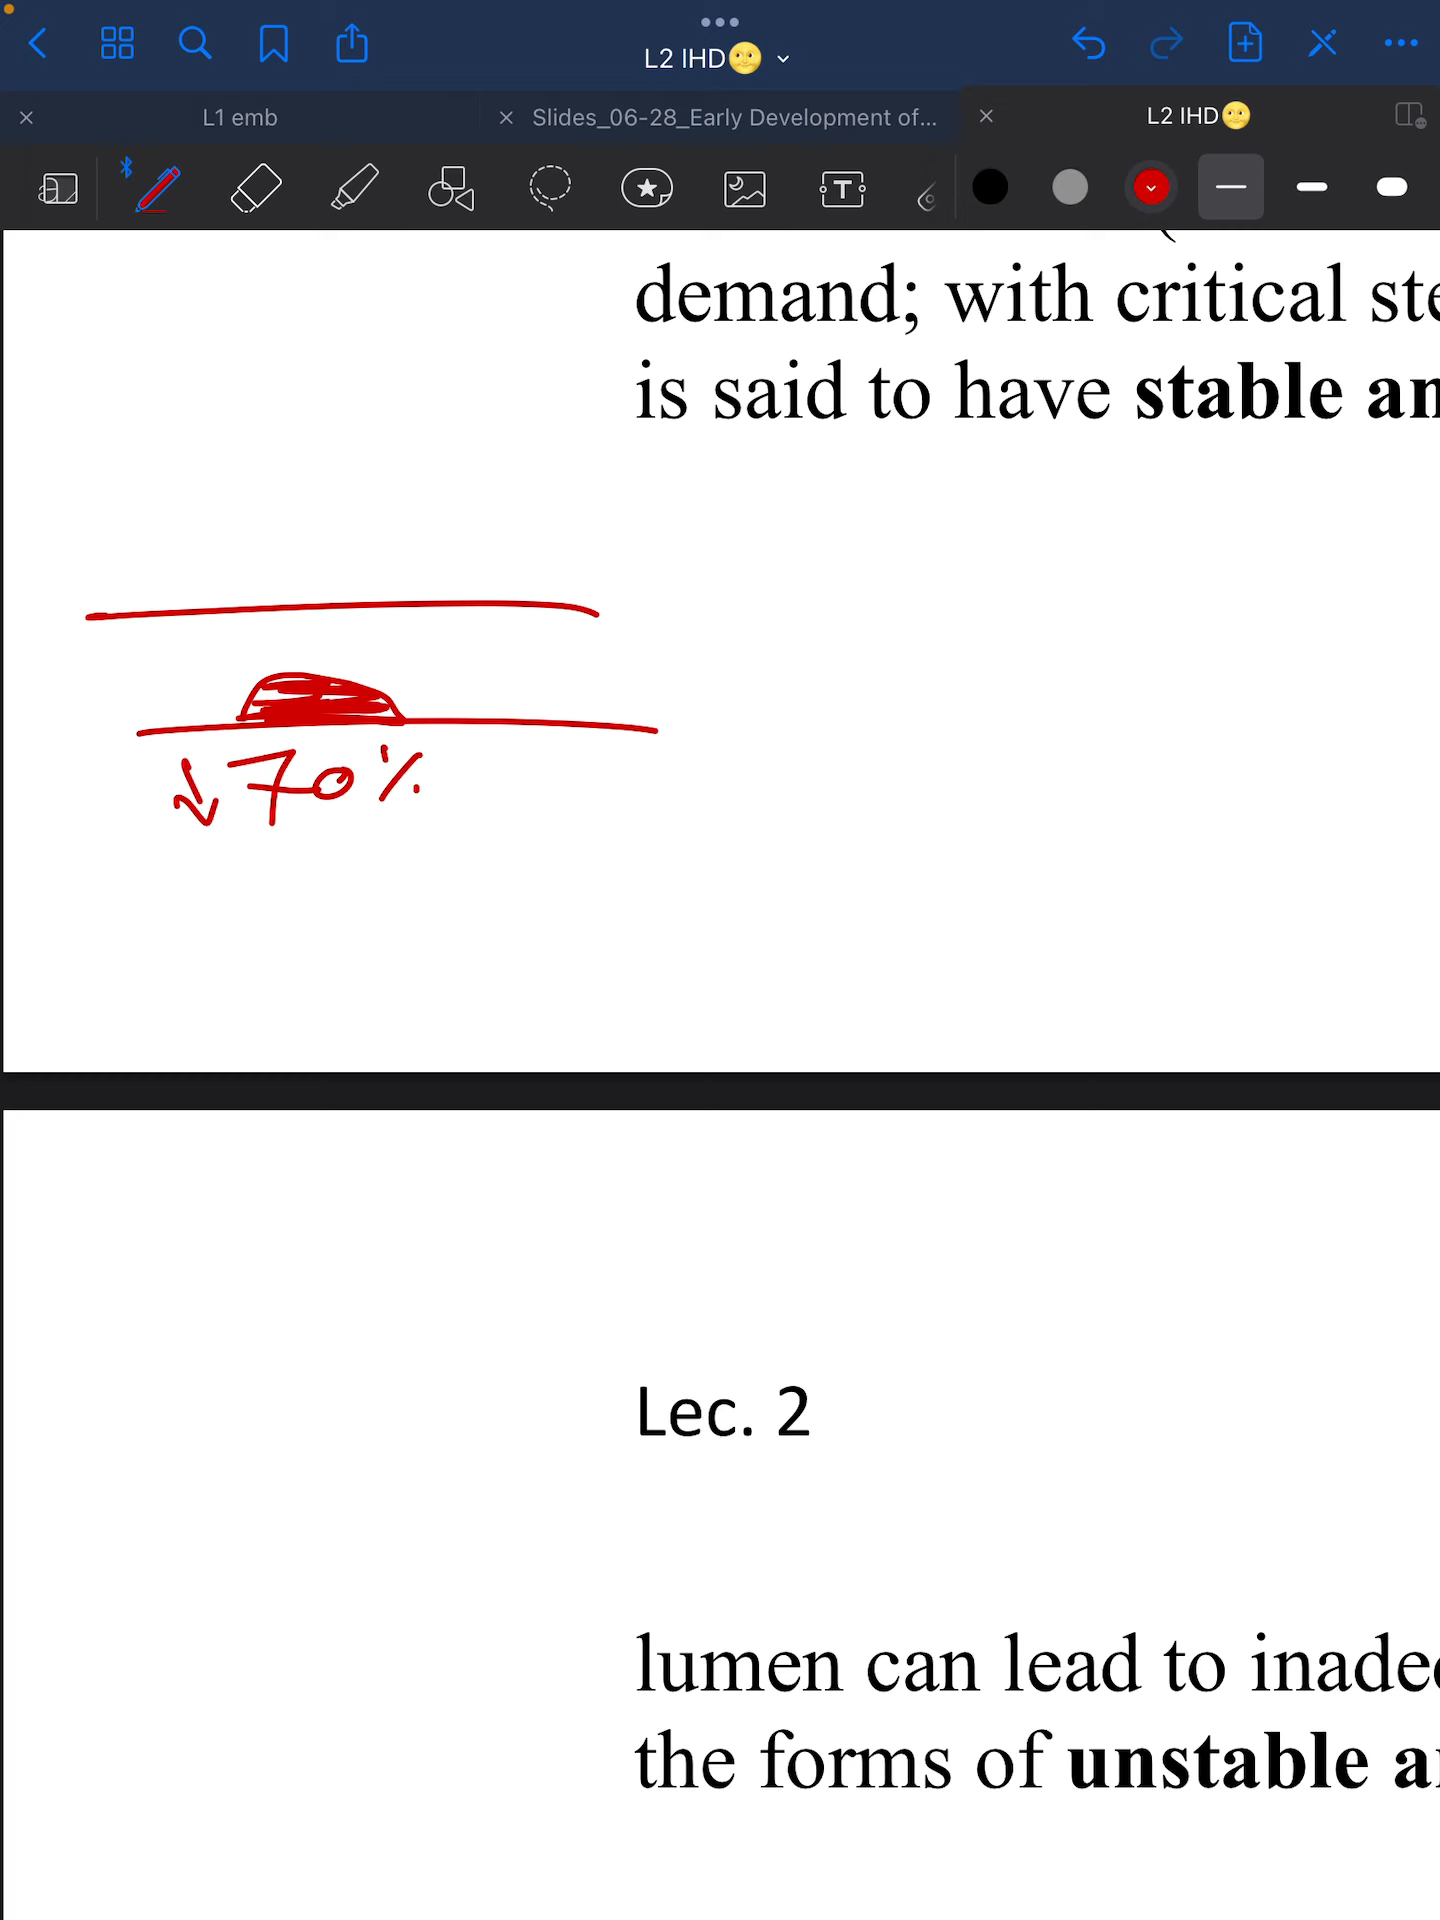 L2 IHD🌝
L1 emb
Slides_06-28_Early Development of...
L2 IHD🌝
demand; with critical ste
is said to have stable an
↓70%
Lec. 2
lumen can lead to inade
the forms of unstable a